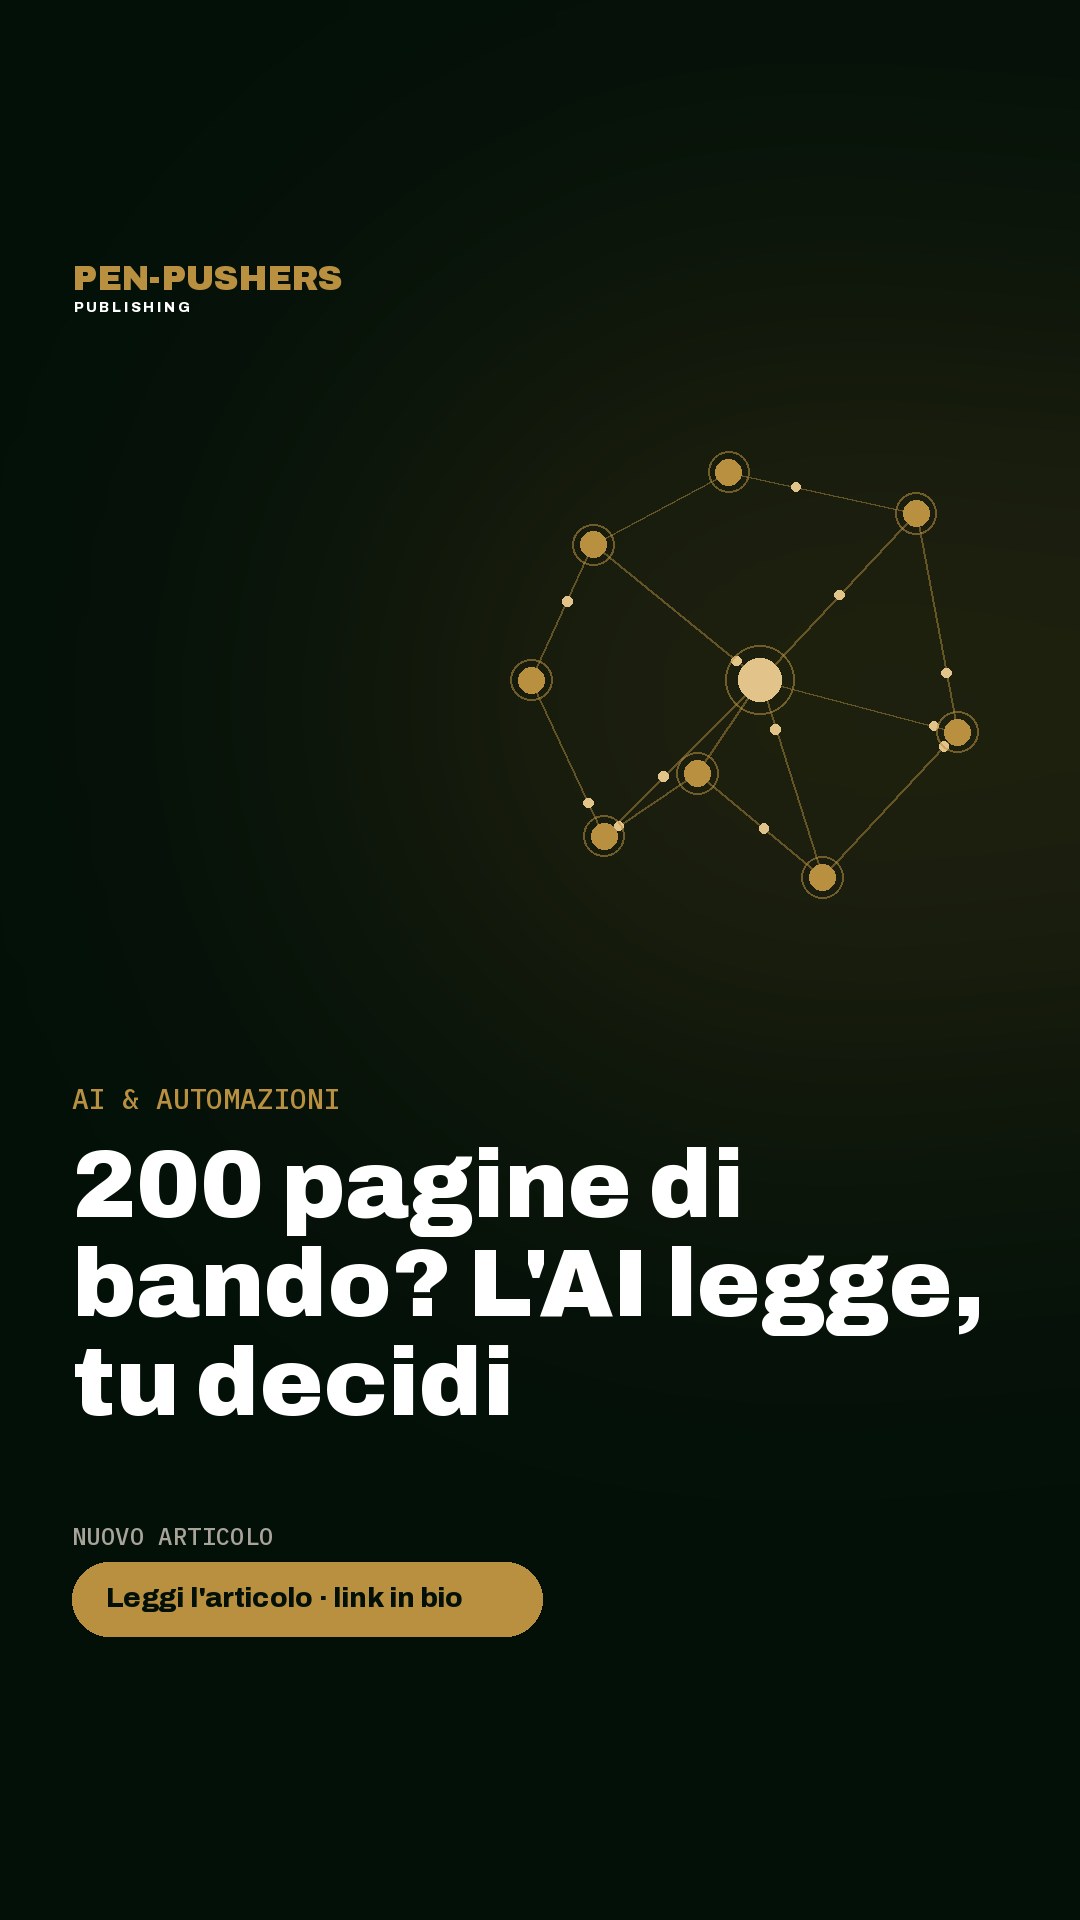 PEN-PUSHERS
PUBLISHING
AI & AUTOMAZIONI
200 pagine di
bando? L'AI legge,
tu decidi
NUOVO ARTICOLO
Leggi l'articolo · link in bio